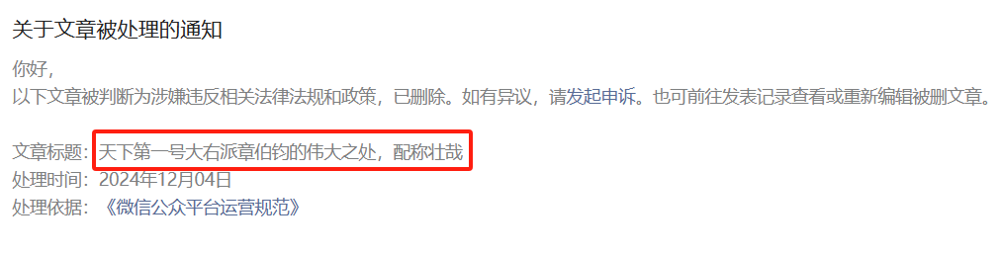 关于文章被处理的通知
你好，
以下文章被判断为涉嫌违反相关法律法规和政策，已删除。如有异议，请发起申诉。也可前往发表记录查看或重新编辑被删文章。
文章标题：天下第一号大右派章伯钧的伟大之处，配称壮哉
处理时间：2024年12月04日
处理依据：《微信公众平台运营规范》